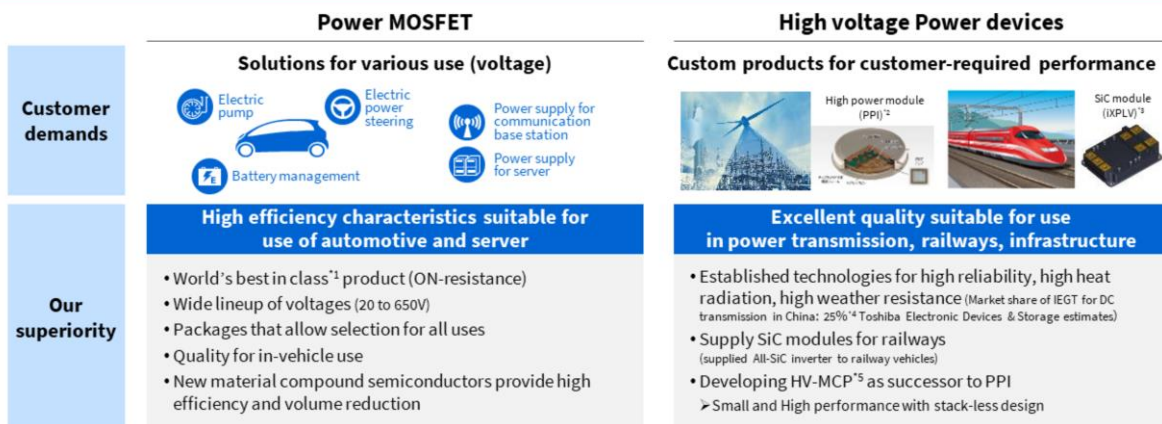 Power MOSFET
High voltage Power devices
Customer
demands
Solutions for various use (voltage)
Electric
pump
Electric
power
steering
Battery management
Power supply for
communication
base station
Power supply
for server
Custom products for customer-required performance
High power module
(PPI)*2
SiC module
(iXPLV)*3
Our
superiority
High efficiency characteristics suitable for
use of automotive and server
• World's best in class*1 product (ON-resistance)
• Wide lineup of voltages (20 to 650V)
• Packages that allow selection for all uses
• Quality for in-vehicle use
• New material compound semiconductors provide high
efficiency and volume reduction
Excellent quality suitable for use
in power transmission, railways, infrastructure
• Established technologies for high reliability, high heat
radiation, high weather resistance (Market share of IEGT for DC
transmission in China: 25%*4 Toshiba Electronic Devices & Storage estimates)
• Supply SiC modules for railways
(supplied All-SiC inverter to railway vehicles)
• Developing HV-MCP*5 as successor to PPI
➢Small and High performance with stack-less design